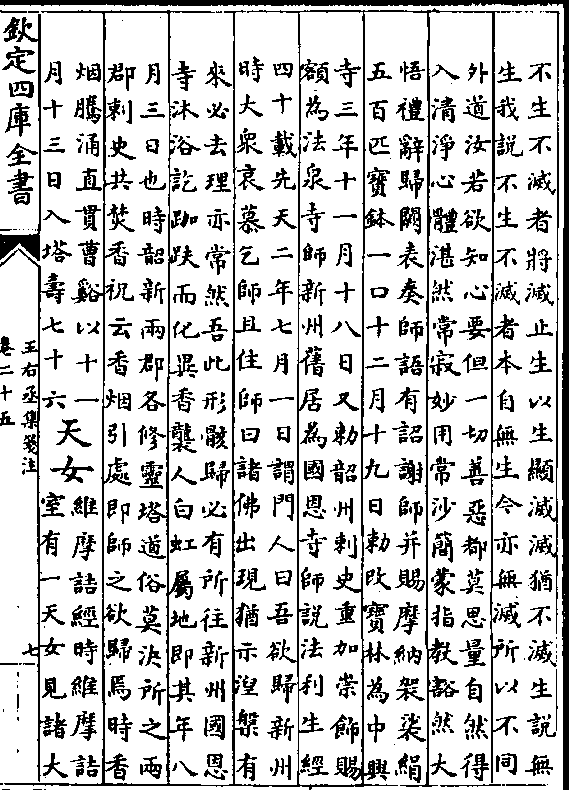 不生不滅者將滅止生以生顯滅滅猶不滅生說無
生我說不生不滅者本自無生今亦無滅所以不同
外道汝若欲知心要但一切善惡都莫思量自然得
入清淨心體湛然常寂妙用常沙簡蒙指教豁然大
悟禮辭歸闕表奏師語有詔謝師并賜摩納袈裟絹
五百匹寶鉢一口十二月十九日勅改寶林為中興
寺三年十一月十八日又勅韶州刺史重加崇飾賜
額為法泉寺師新州舊居為國恩寺師說法利生經
四十載先天二年七月一日謂門人曰吾欲歸新州
時大衆哀慕乞師且住師曰諸佛出現猶示湼槃有
來必去理亦常然吾此形骸歸必有所往新州國恩
寺沐浴訖跏趺而化異香襲人白虹屬地即其年八
月三日也時韶新兩郡各修靈塔道俗莫決所之兩
郡刺史共焚香祝云香烟引處即師之欲歸焉時香
烟騰涌直貫曹谿以十一
月十三日入塔壽七十六
天女
維摩詰經時維摩詰
室有一天女見諸大
欽定四庫全書
王右丞集箋注
卷二十五
七